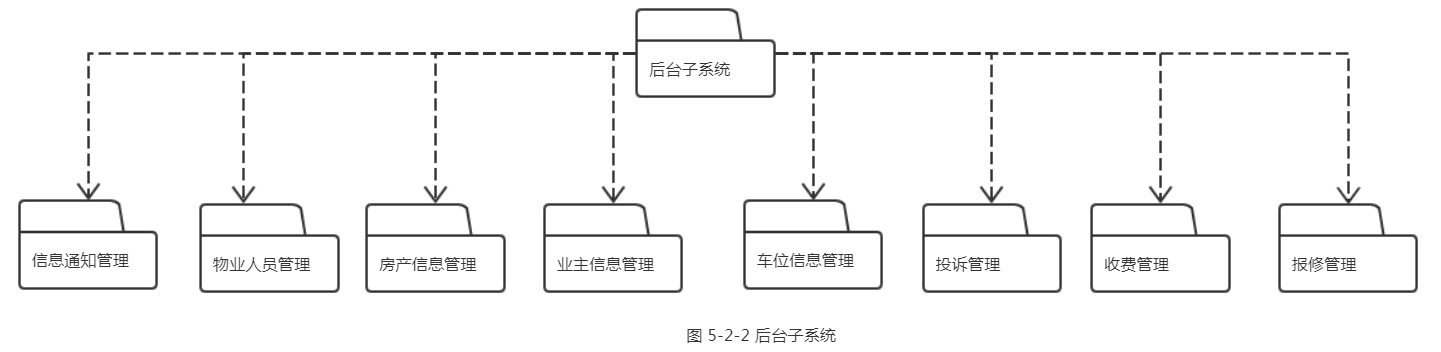 后台子系统
信息通知管理
物业人员管理
房产信息管理
业主信息管理
车位信息管理
投诉管理
收费管理
报修管理
图 5-2-2 后台子系统